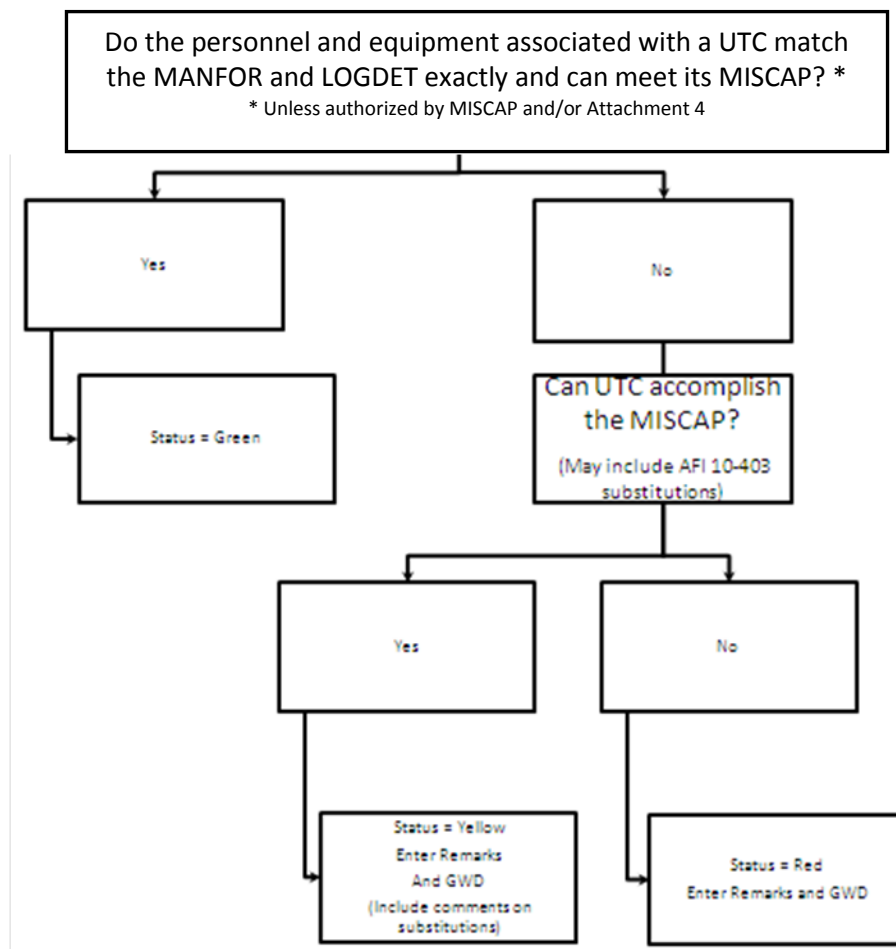 Do the personnel and equipment associated with a UTC match
the MANFOR and LOGDET exactly and can meet its MISCAP? *
* Unless authorized by MISCAP and/or Attachment 4
Yes
No
Status = Green
Can UTC accomplish
the MISCAP?
(May include AFI 10-403
substitutions)
Yes
No
Status = Yellow
Enter Remarks
And GWD
(Include comments on
substitutions)
Status = Red
Enter Remarks and GWD